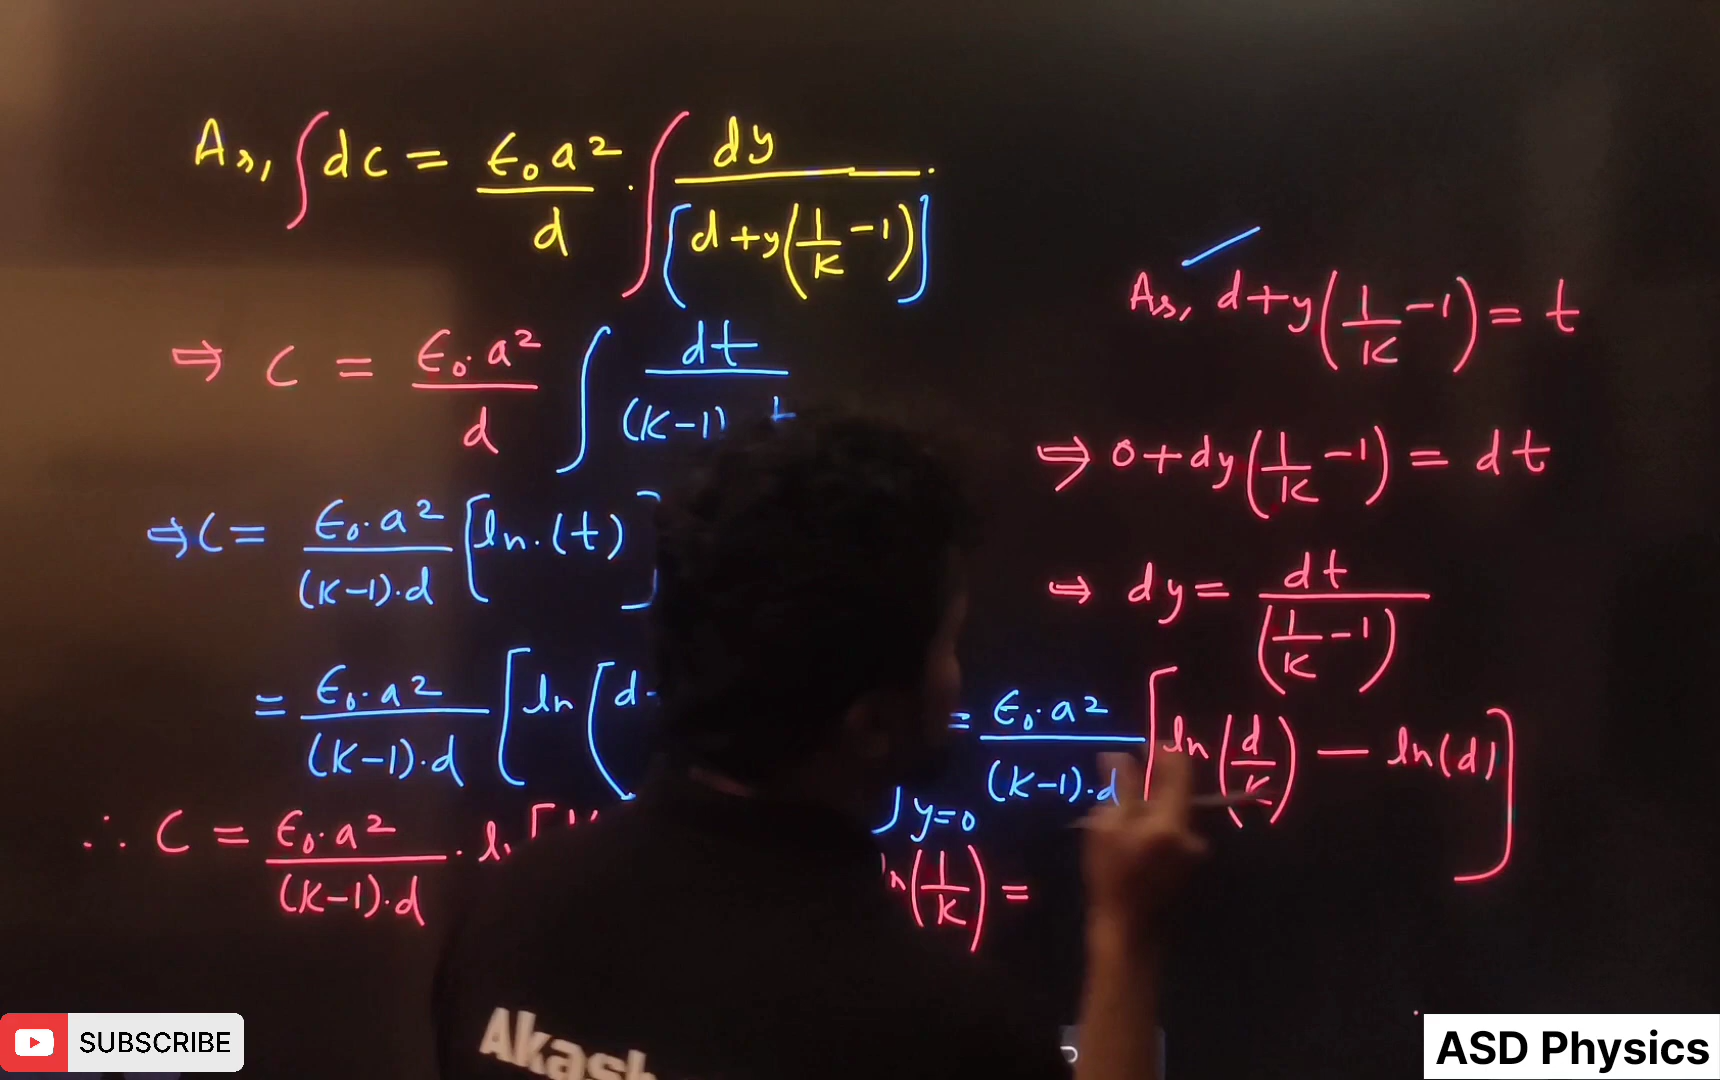 As, ∫dC = ε₀a²/d · ∫ dy/[d+y(1/K−1)]
⇒ C = ε₀·a²/d ∫ dt/(K−1)
⇒ C = ε₀·a²/(K−1)·d [ln·(t)]
= ε₀·a²/(K−1)·d [ln(d
∴ C = ε₀·a²/(K−1)·d ·
As, d+y(1/K−1) = t
⇒ 0+dy(1/K−1) = dt
⇒ dy = dt/(1/K−1)
= ε₀·a²/(K−1)·d [ln(d/K) − ln(d)]
y=0
(1/K) =
Akash
SUBSCRIBE
ASD Physics